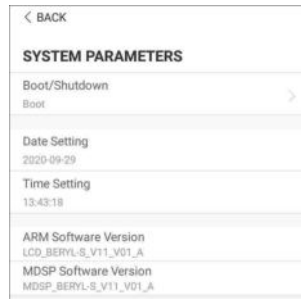 < BACK
SYSTEM PARAMETERS
Boot/Shutdown
Boot
Date Setting
2020-09-29
Time Setting
13:43:18
ARM Software Version
LCD_BERYL-S_V11_V01_A
MDSP Software Version
MDSP_BERYL-S_V11_V01_A